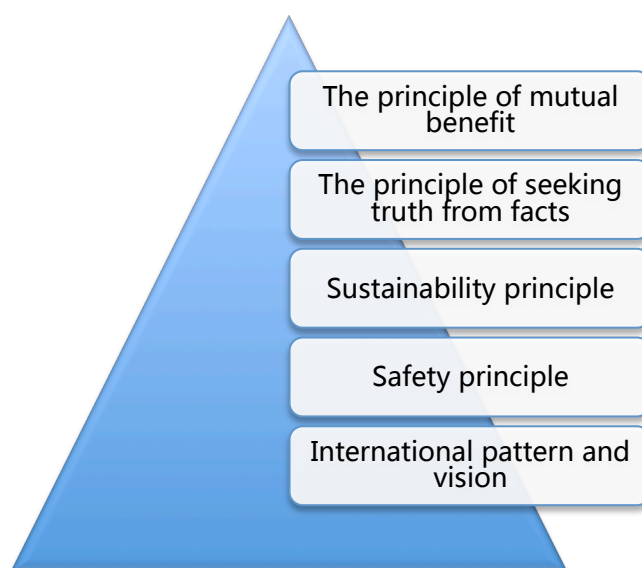 The principle of mutual
benefit
The principle of seeking
truth from facts
Sustainability principle
Safety principle
International pattern and
vision